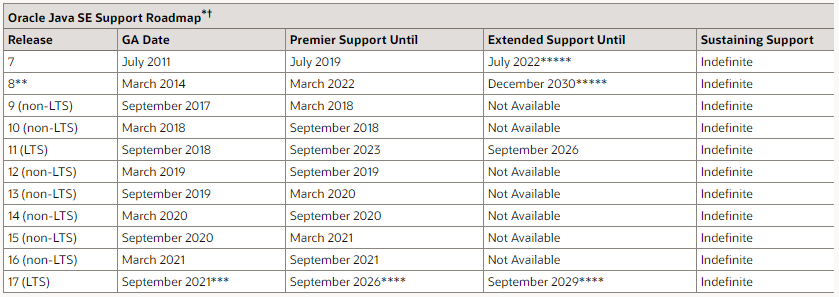 Oracle Java SE Support Roadmap*†
Release GA Date Premier Support Until Extended Support Until Sustaining Support
7 July 2011 July 2019 July 2022***** Indefinite
8** March 2014 March 2022 December 2030***** Indefinite
9 (non-LTS) September 2017 March 2018 Not Available Indefinite
10 (non-LTS) March 2018 September 2018 Not Available Indefinite
11 (LTS) September 2018 September 2023 September 2026 Indefinite
12 (non-LTS) March 2019 September 2019 Not Available Indefinite
13 (non-LTS) September 2019 March 2020 Not Available Indefinite
14 (non-LTS) March 2020 September 2020 Not Available Indefinite
15 (non-LTS) September 2020 March 2021 Not Available Indefinite
16 (non-LTS) March 2021 September 2021 Not Available Indefinite
17 (LTS) September 2021*** September 2026**** September 2029**** Indefinite